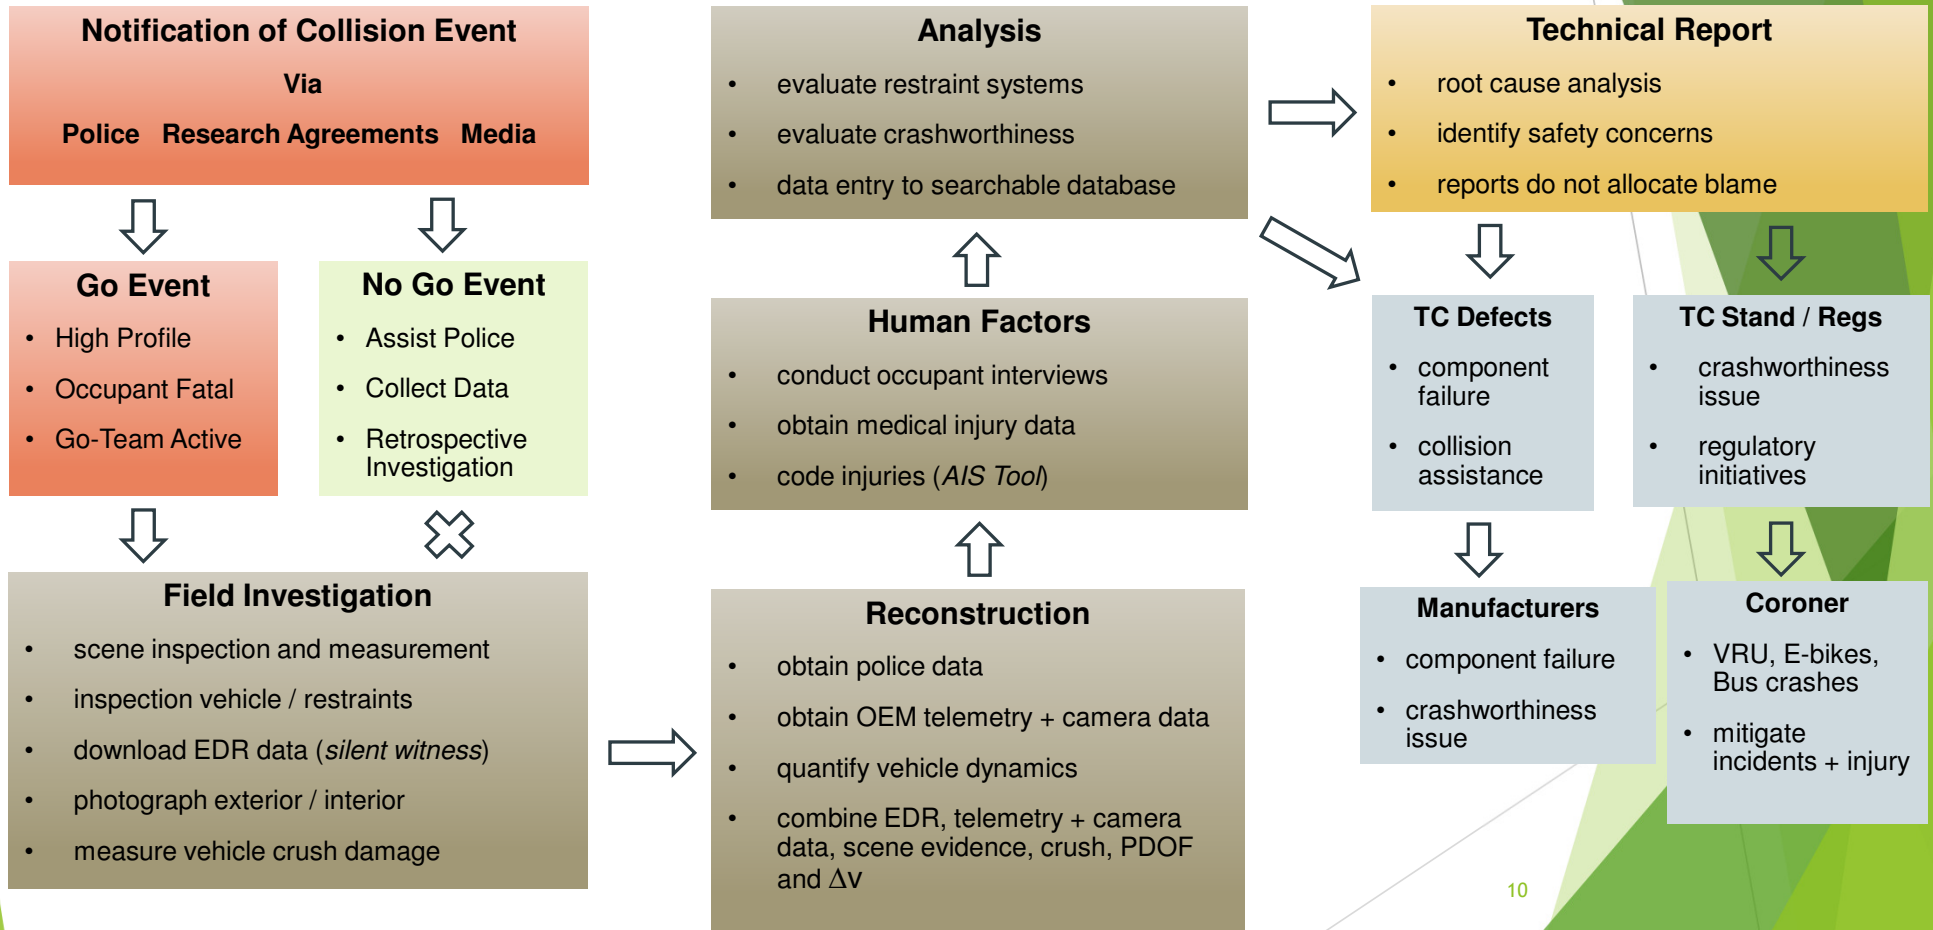 Notification of Collision Event
Via
Police Research Agreements Media
Go Event
• High Profile
• Occupant Fatal
• Go-Team Active
No Go Event
• Assist Police
• Collect Data
• Retrospective
Investigation
Field Investigation
• scene inspection and measurement
• inspection vehicle / restraints
• download EDR data (silent witness)
• photograph exterior / interior
• measure vehicle crush damage
Analysis
• evaluate restraint systems
• evaluate crashworthiness
• data entry to searchable database
Human Factors
• conduct occupant interviews
• obtain medical injury data
• code injuries (AIS Tool)
Reconstruction
• obtain police data
• obtain OEM telemetry + camera data
• quantify vehicle dynamics
• combine EDR, telemetry + camera
data, scene evidence, crush, PDOF
and ΔV
Technical Report
• root cause analysis
• identify safety concerns
• reports do not allocate blame
TC Defects
• component
failure
• collision
assistance
TC Stand / Regs
• crashworthiness
issue
• regulatory
initiatives
Manufacturers
• component failure
• crashworthiness
issue
Coroner
• VRU, E-bikes,
Bus crashes
• mitigate
incidents + injury
10